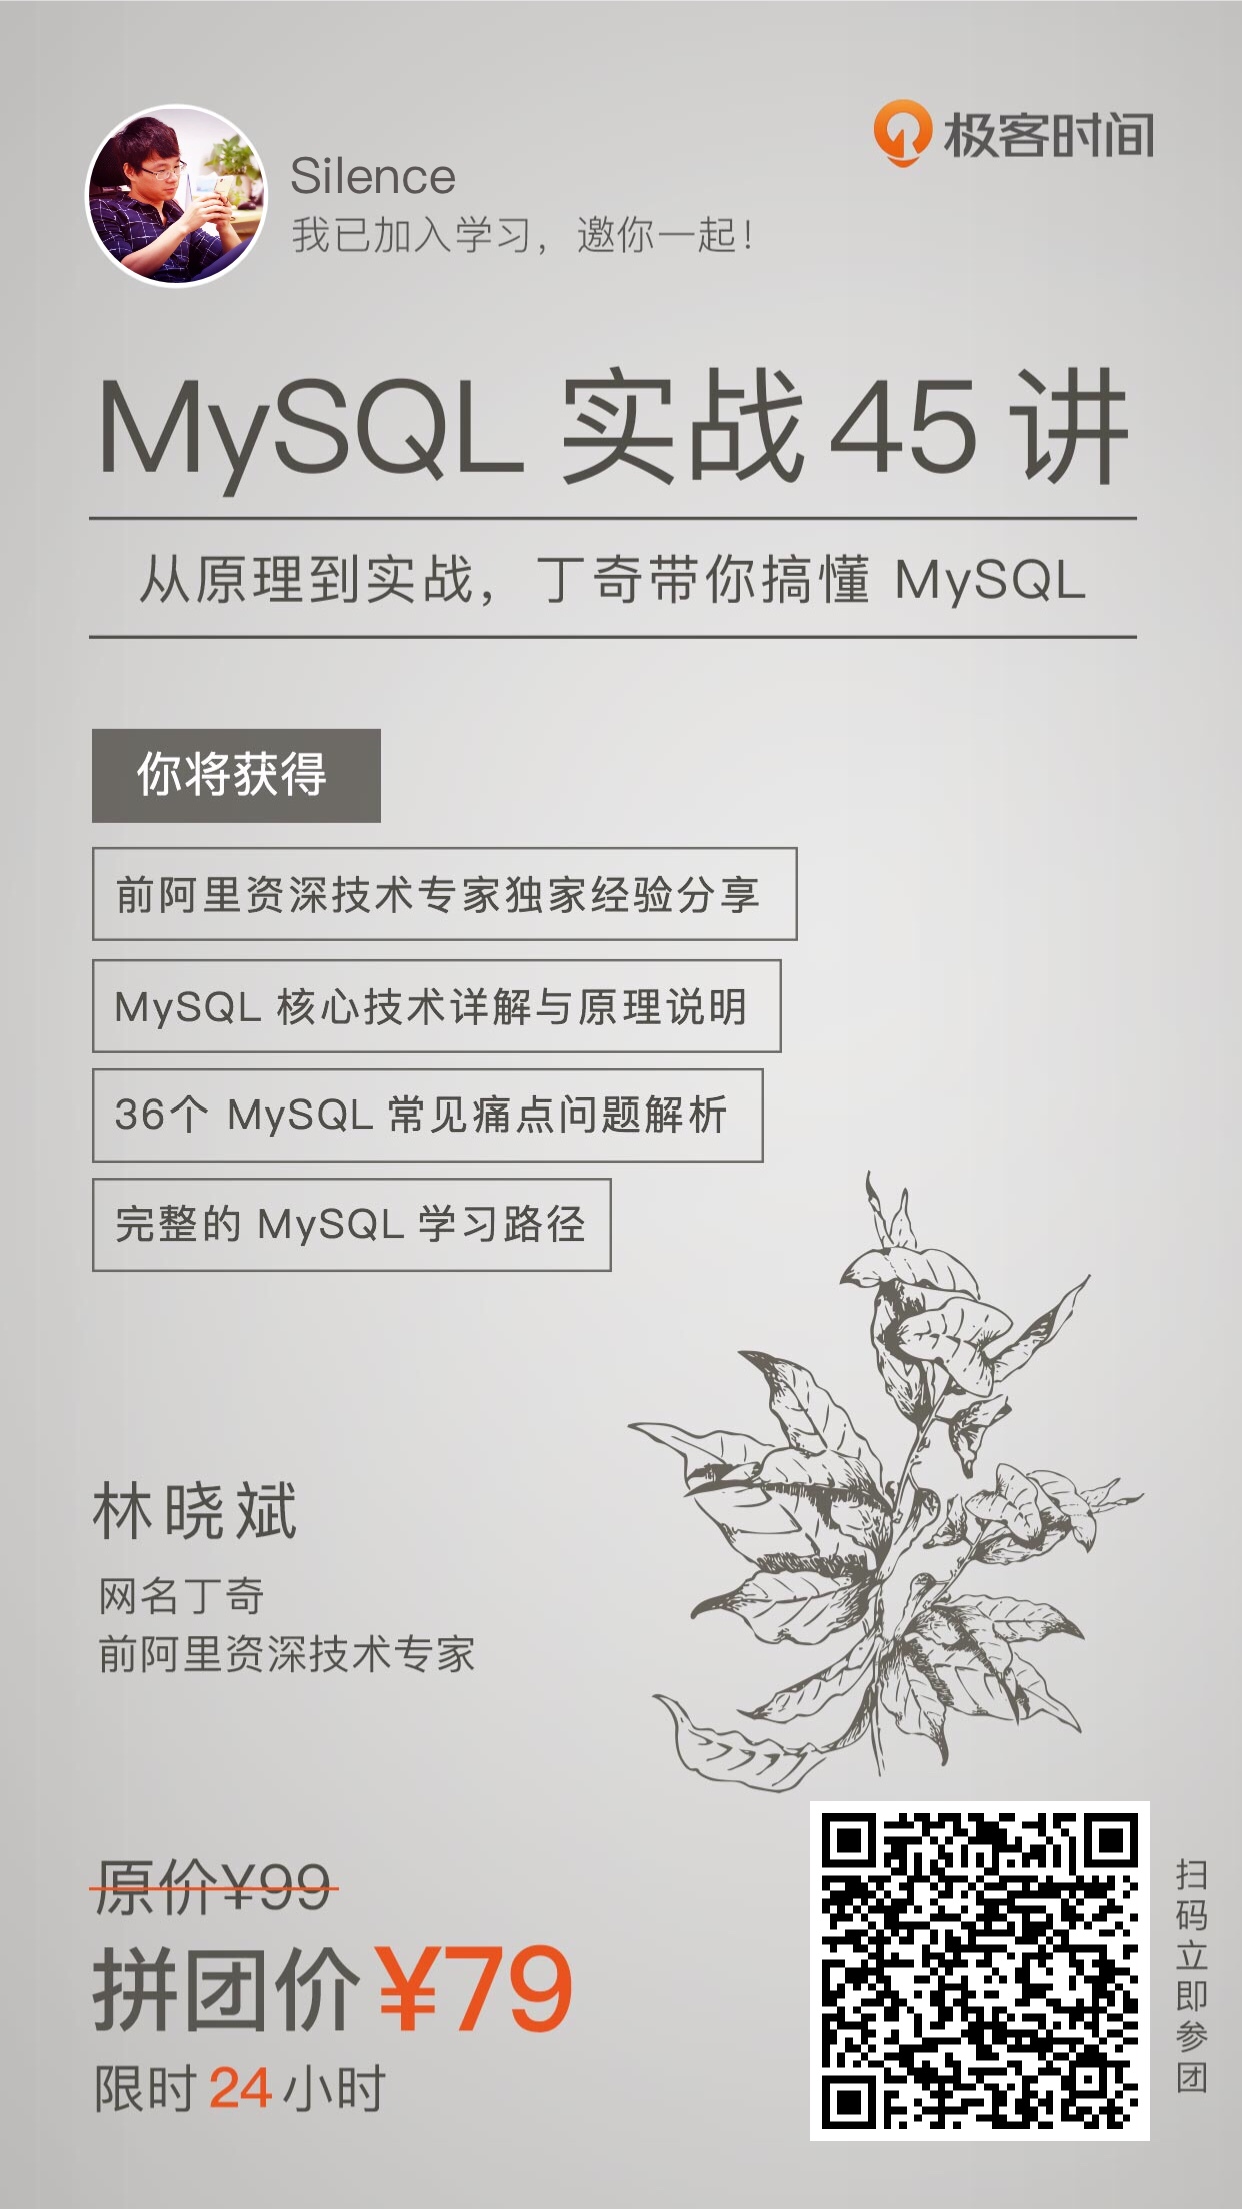 极客时间
Silence
我已加入学习，邀你一起！
MySQL 实战 45 讲
从原理到实战，丁奇带你搞懂 MySQL
你将获得
前阿里资深技术专家独家经验分享
MySQL 核心技术详解与原理说明
36个 MySQL 常见痛点问题解析
完整的 MySQL 学习路径
林晓斌
网名丁奇
前阿里资深技术专家
原价¥99
拼团价¥79
限时24小时
扫码立即参团